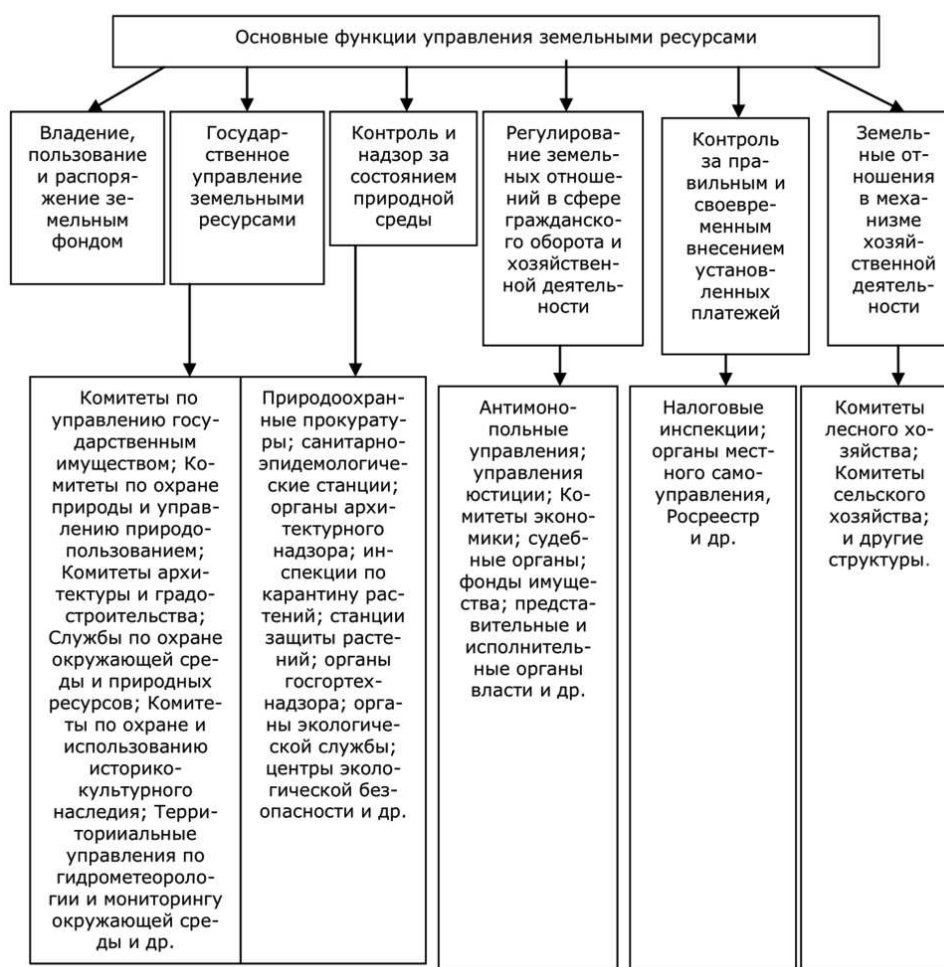 Основные функции управления земельными ресурсами
Владение,
пользование
и распоря-
жение зе-
мельным
фондом
Государ-
ственное
управление
земельными
ресурсами
Контроль и
надзор за
состоянием
природной
среды
Регулирова-
ние земель-
ных отноше-
ний в сфере
гражданско-
го оборота и
хозяйствен-
ной деятель-
ности
Контроль
за пра-
вильным и
своевре-
менным
внесением
установ-
ленных
платежей
Земель-
ные от-
ношения
в меха-
низме
хозяй-
ственной
деятель-
ности
Комитеты по
управлению госу-
дарственным
имуществом; Ко-
митеты по охране
природы и управ-
лению природо-
пользованием;
Комитеты архи-
тектуры и градо-
строительства;
Службы по охране
окружающей сре-
ды и природных
ресурсов; Комите-
ты по охране и
использованию
историко-
культурного
наследия; Терри-
ториияльные
управления по
гидрометеороло-
гии и мониторингу
окружающей сре-
ды и др.
Природоохран-
ные прокурату-
ры; санитарно-
эпидемологиче-
ские станции;
органы архи-
тектурного
надзора; ин-
спекции по
карантину рас-
тений; станции
защиты расте-
ний; органы
госгортех-
надзора; орга-
ны экологиче-
ской службы;
центры эколо-
гической без-
опасности и др.
Антимоно-
польные
управления;
управления
юстиции; Ко-
митеты эконо-
мики; судеб-
ные органы;
фонды имуще-
ства; предста-
вительные и
исполнитель-
ные органы
власти и др.
Налоговые
инспекции;
органы мест-
ного само-
управления,
Росреестр
и др.
Комитеты
лесного хо-
зяйства;
Комитеты
сельского
хозяйства;
и другие
структуры.